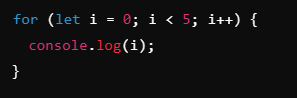 for (let i = 0; i < 5; i++) {
  console.log(i);
}